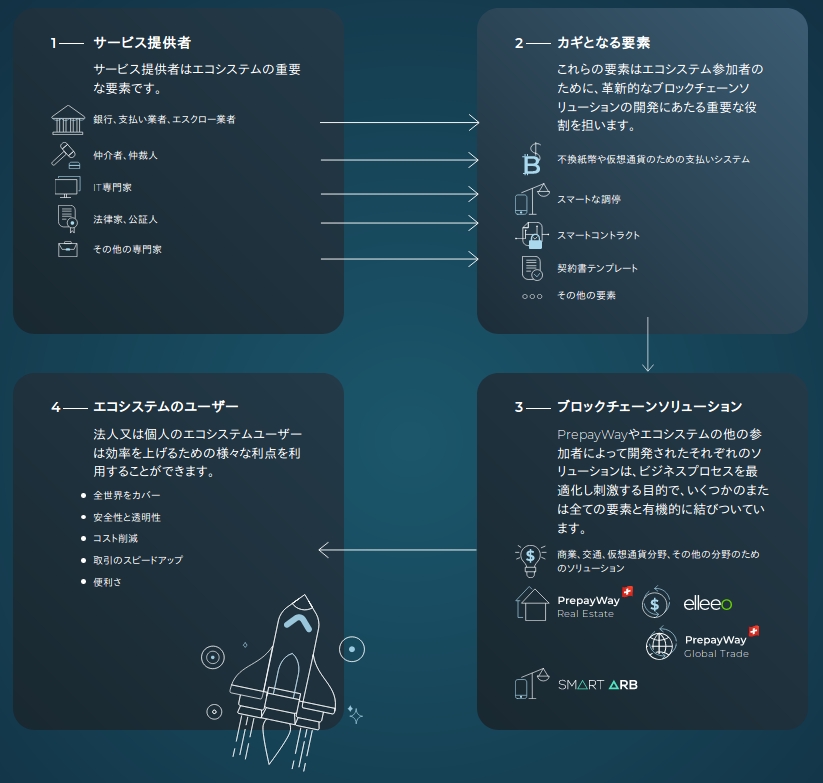 1 サービス提供者
サービス提供者はエコシステムの重要
な要素です。
銀行、支払い業者、エスクロー業者
仲介者、仲裁人
IT専門家
法律家、公証人
その他の専門家
2 カギとなる要素
これらの要素はエコシステム参加者の
ために、革新的なブロックチェーンソ
リューションの開発にあたる重要な役
割を担います。
不換紙幣や仮想通貨のための支払いシステム
スマートな調停
スマートコントラクト
契約書テンプレート
その他の要素
3 ブロックチェーンソリューション
PrepayWayやエコシステムの他の参
加者によって開発されたそれぞれのソ
リューションは、ビジネスプロセスを最
適化し刺激する目的で、いくつかのまた
は全ての要素と有機的に結びついてい
ます。
商業、交通、仮想通貨分野、その他の分野のため
のソリューション
PrepayWay
Real Estate
elleeo
PrepayWay
Global Trade
SMART ARB
4 エコシステムのユーザー
法人又は個人のエコシステムユーザー
は効率を上げるための様々な利点を利
用することができます。
全世界をカバー
安全性と透明性
コスト削減
取引のスピードアップ
便利さ